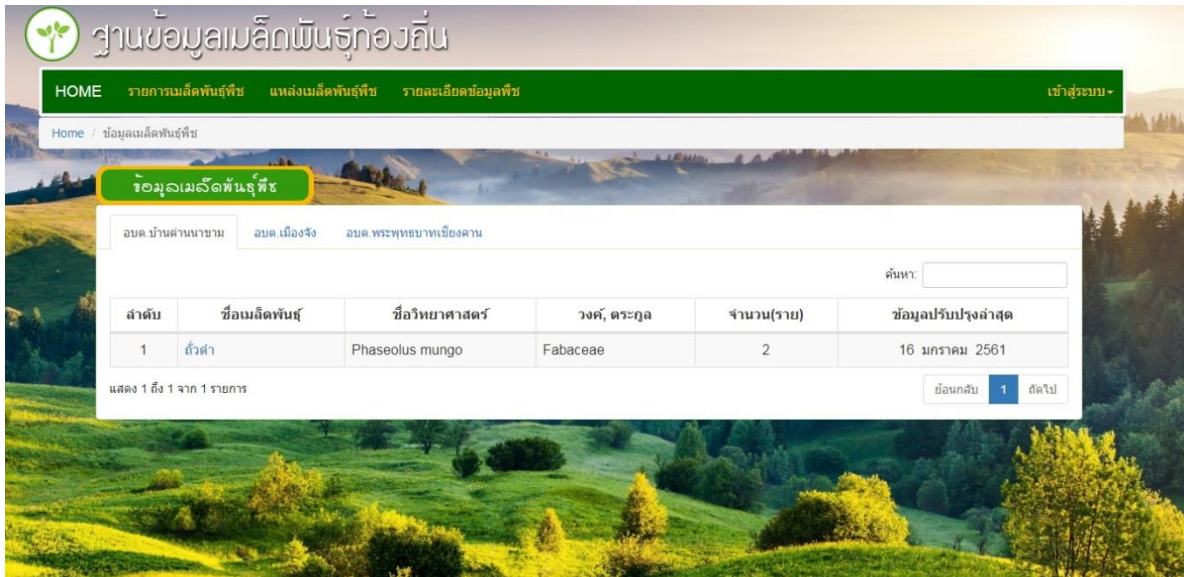 ฐานข้อมูลเมล็ดพันธุ์ท้องถิ่น
HOME รายการเมล็ดพันธุ์พืช แหล่งเมล็ดพันธุ์พืช รายละเอียดข้อมูลพืช เข้าสู่ระบบ
Home / ข้อมูลเมล็ดพันธุ์พืช
ข้อมูลเมล็ดพันธุ์พืช
อบต.บ้านด่านนาขาม อบต.เมืองจัง อบต.พระพุทธบาทเชียงคาน
ค้นหา:
ลำดับ ชื่อเมล็ดพันธุ์ ชื่อวิทยาศาสตร์ วงค์, ตระกูล จำนวน(ราย) ข้อมูลปรับปรุงล่าสุด
1 ถั่วดำ Phaseolus mungo Fabaceae 2 16 มกราคม 2561
แสดง 1 ถึง 1 จาก 1 รายการ ย้อนกลับ 1 ถัดไป